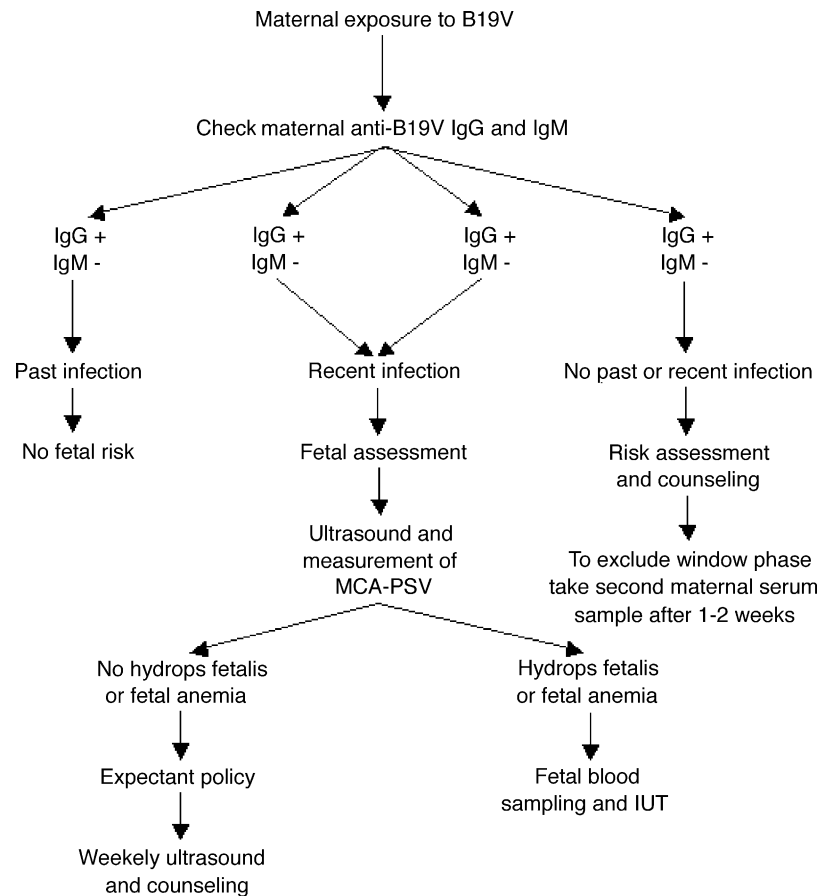 Maternal exposure to B19V
Check maternal anti-B19V IgG and IgM
IgG +
IgM -
IgG +
IgM -
IgG +
IgM -
IgG +
IgM -
Past infection
Recent infection
No past or recent infection
No fetal risk
Fetal assessment
Risk assessment
and counseling
Ultrasound and
measurement of
MCA-PSV
To exclude window phase
take second maternal serum
sample after 1-2 weeks
No hydrops fetalis
or fetal anemia
Hydrops fetalis
or fetal anemia
Expectant policy
Fetal blood
sampling and IUT
Weekely ultrasound
and counseling